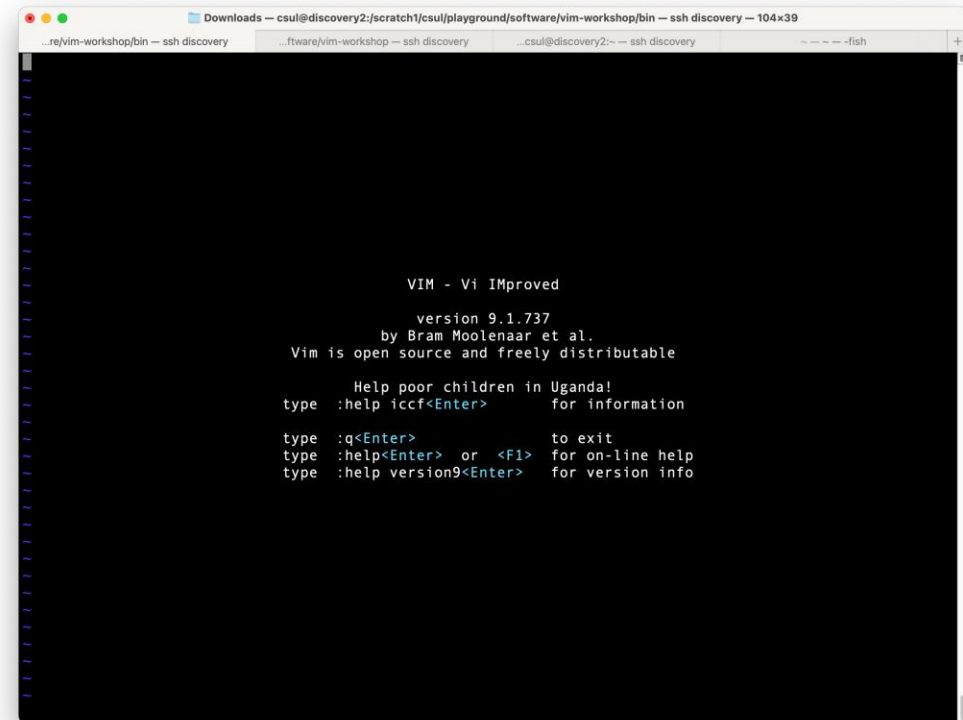 Downloads — csul@discovery2:/scratch1/csul/playground/software/vim-workshop/bin — ssh discovery — 104×39
...re/vim-workshop/bin — ssh discovery ...ftware/vim-workshop — ssh discovery ...csul@discovery2:~ — ssh discovery ~ — ~ — -fish +
~
~
~
~
~
~
~
~
~
~
~
~
~ VIM - Vi IMproved
~
~ version 9.1.737
~ by Bram Moolenaar et al.
~ Vim is open source and freely distributable
~
~ Help poor children in Uganda!
~ type :help iccf<Enter> for information
~
~ type :q<Enter> to exit
~ type :help<Enter> or <F1> for on-line help
~ type :help version9<Enter> for version info
~
~
~
~
~
~
~
~
~
~
~
~
~